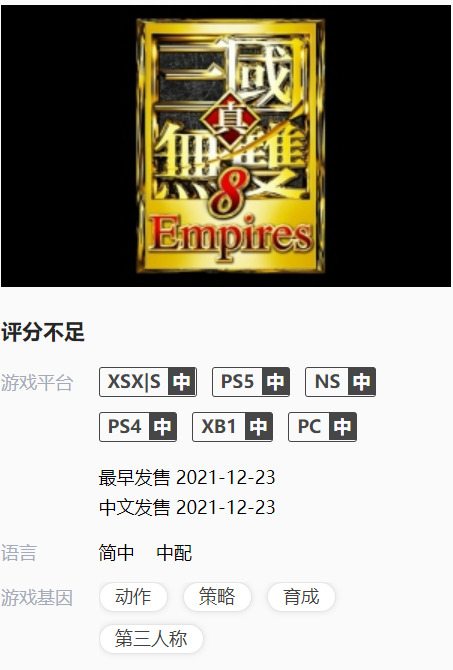 三國
真
無雙
8
Empires
评分不足
游戏平台 XSX|S 中 PS5 中 NS 中
PS4 中 XB1 中 PC 中
最早发售 2021-12-23
中文发售 2021-12-23
语言 简中 中配
游戏基因 动作 策略 育成
第三人称